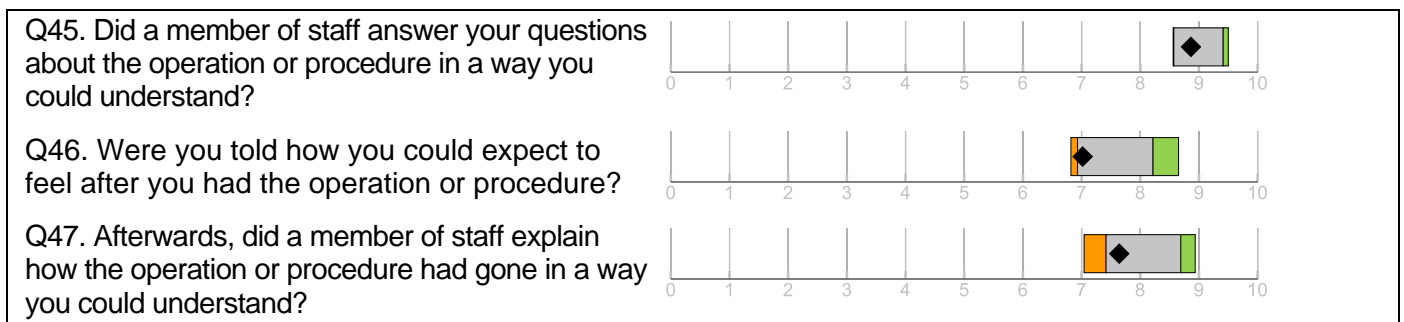 Q45. Did a member of staff answer your questions
about the operation or procedure in a way you
could understand?
0 1 2 3 4 5 6 7 8 9 10
Q46. Were you told how you could expect to
feel after you had the operation or procedure?
0 1 2 3 4 5 6 7 8 9 10
Q47. Afterwards, did a member of staff explain
how the operation or procedure had gone in a way
you could understand?
0 1 2 3 4 5 6 7 8 9 10